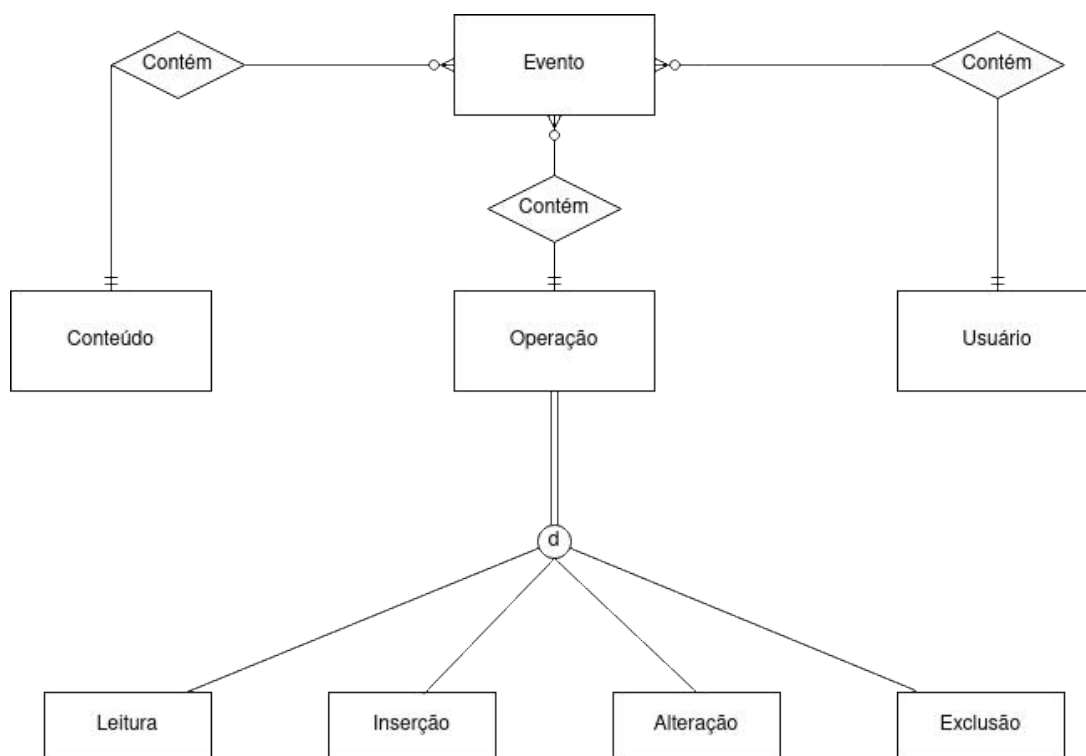 Contém
Evento
Contém
Contém
Conteúdo
Operação
Usuário
d
Leitura
Inserção
Alteração
Exclusão